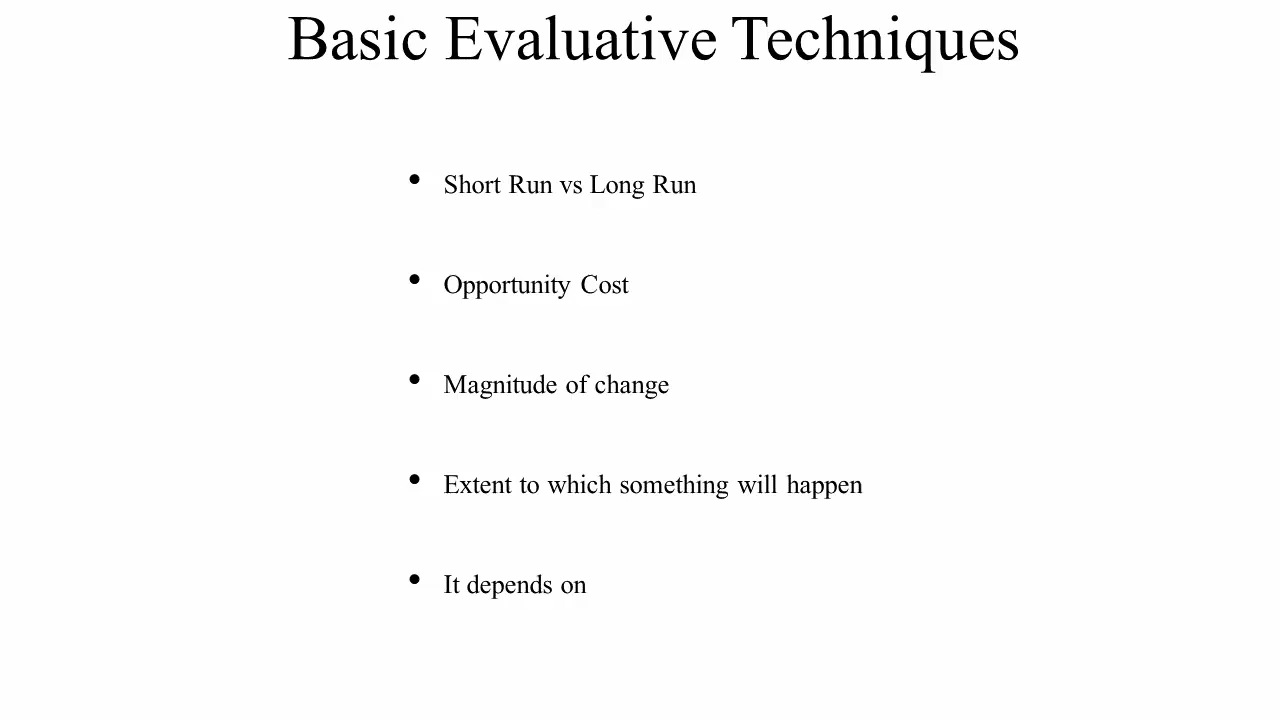 Basic Evaluative Techniques
• Short Run vs Long Run
• Opportunity Cost
• Magnitude of change
• Extent to which something will happen
• It depends on